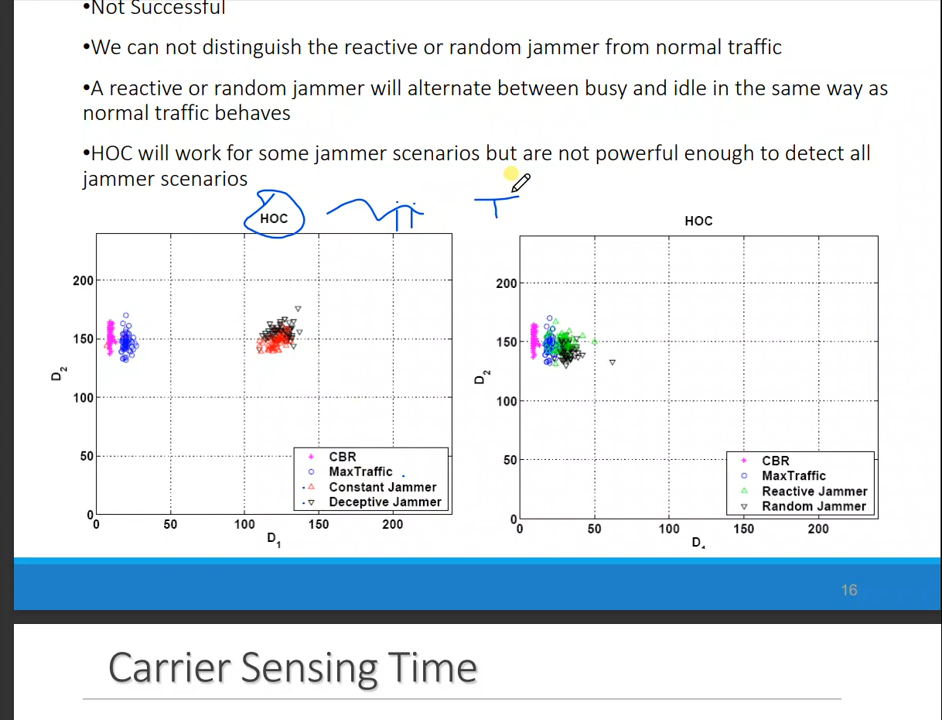 •Not Successful
•We can not distinguish the reactive or random jammer from normal traffic
•A reactive or random jammer will alternate between busy and idle in the same way as
normal traffic behaves
•HOC will work for some jammer scenarios but are not powerful enough to detect all
jammer scenarios
HOC
200
150
100
50
0
D2
0 50 100 150 200
D1
CBR
MaxTraffic
Constant Jammer
Deceptive Jammer
HOC
200
150
100
50
0
D2
0 50 100 150 200
CBR
MaxTraffic
Reactive Jammer
Random Jammer
16
Carrier Sensing Time